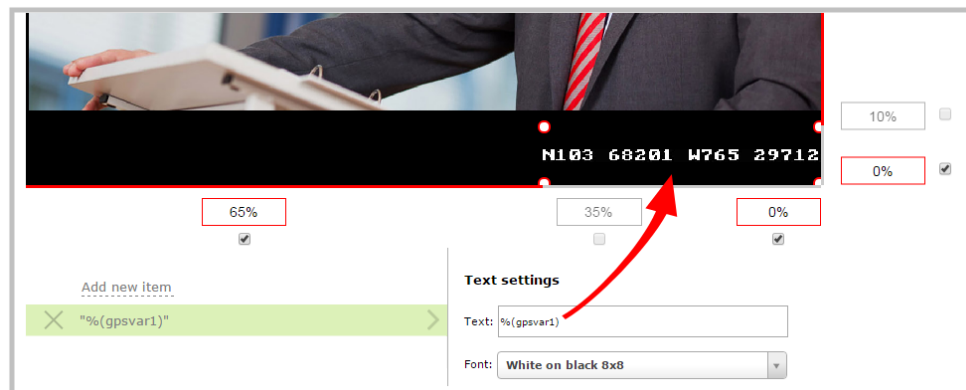 10%
N103 68201 W765 29712
0%
65%
35%
0%
Add new item
"%(gpsvar1)"
Text settings
Text: %(gpsvar1)
Font: White on black 8x8